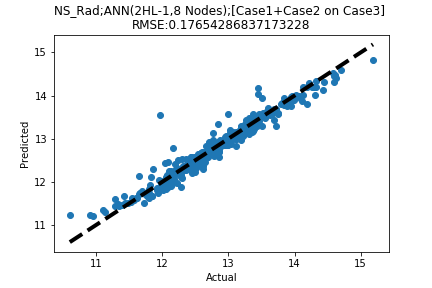 NS_Rad;ANN(2HL-1,8 Nodes);[Case1+Case2 on Case3]
RMSE:0.17654286837173228
15
14
13
12
11
Predicted
11
12
13
14
15
Actual